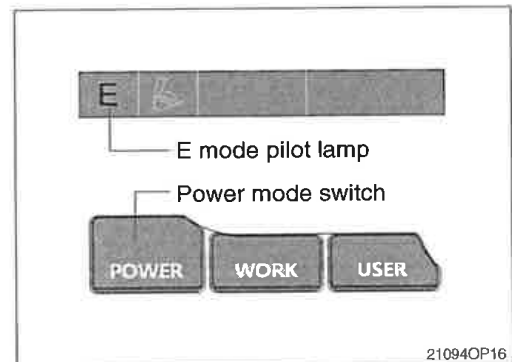 E
E mode pilot lamp
Power mode switch
POWER WORK USER
21094OP16